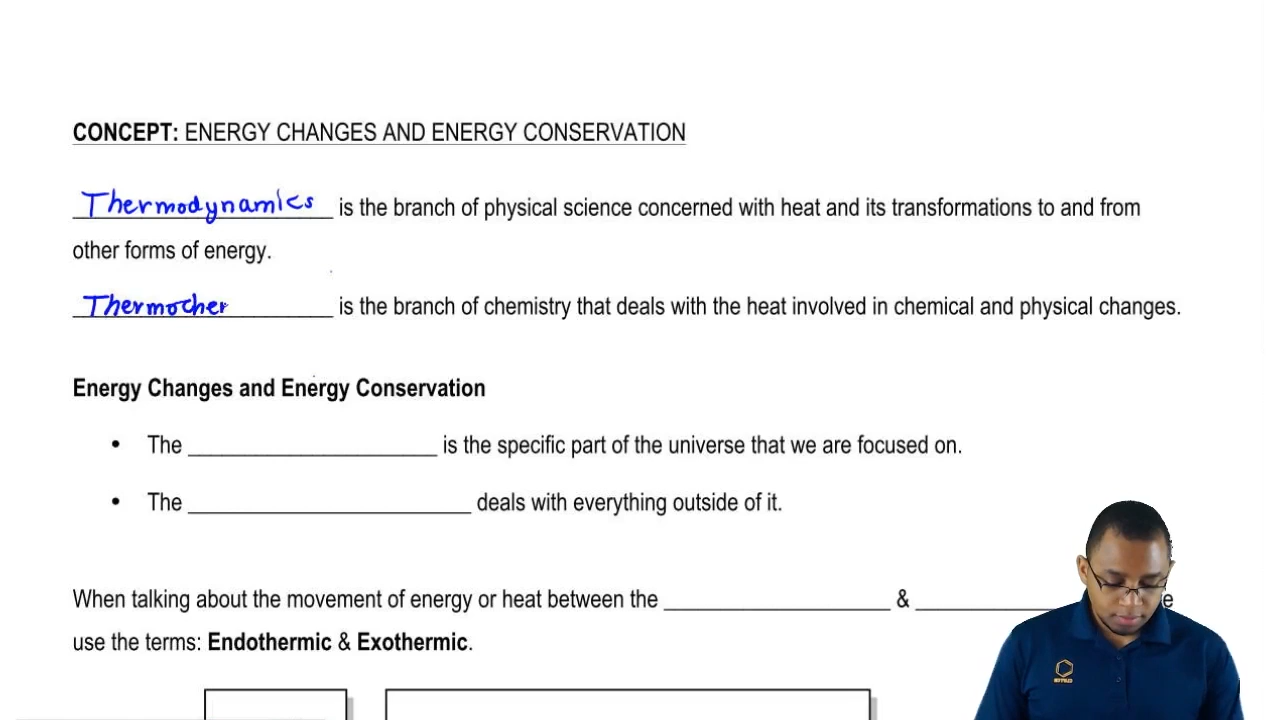 CONCEPT: ENERGY CHANGES AND ENERGY CONSERVATION
Thermodynamics is the branch of physical science concerned with heat and its transformations to and from
other forms of energy.
Thermocher is the branch of chemistry that deals with the heat involved in chemical and physical changes.
Energy Changes and Energy Conservation
• The ____________________ is the specific part of the universe that we are focused on.
• The _______________________ deals with everything outside of it.
When talking about the movement of energy or heat between the __________________ & ____________ e
use the terms: Endothermic & Exothermic.